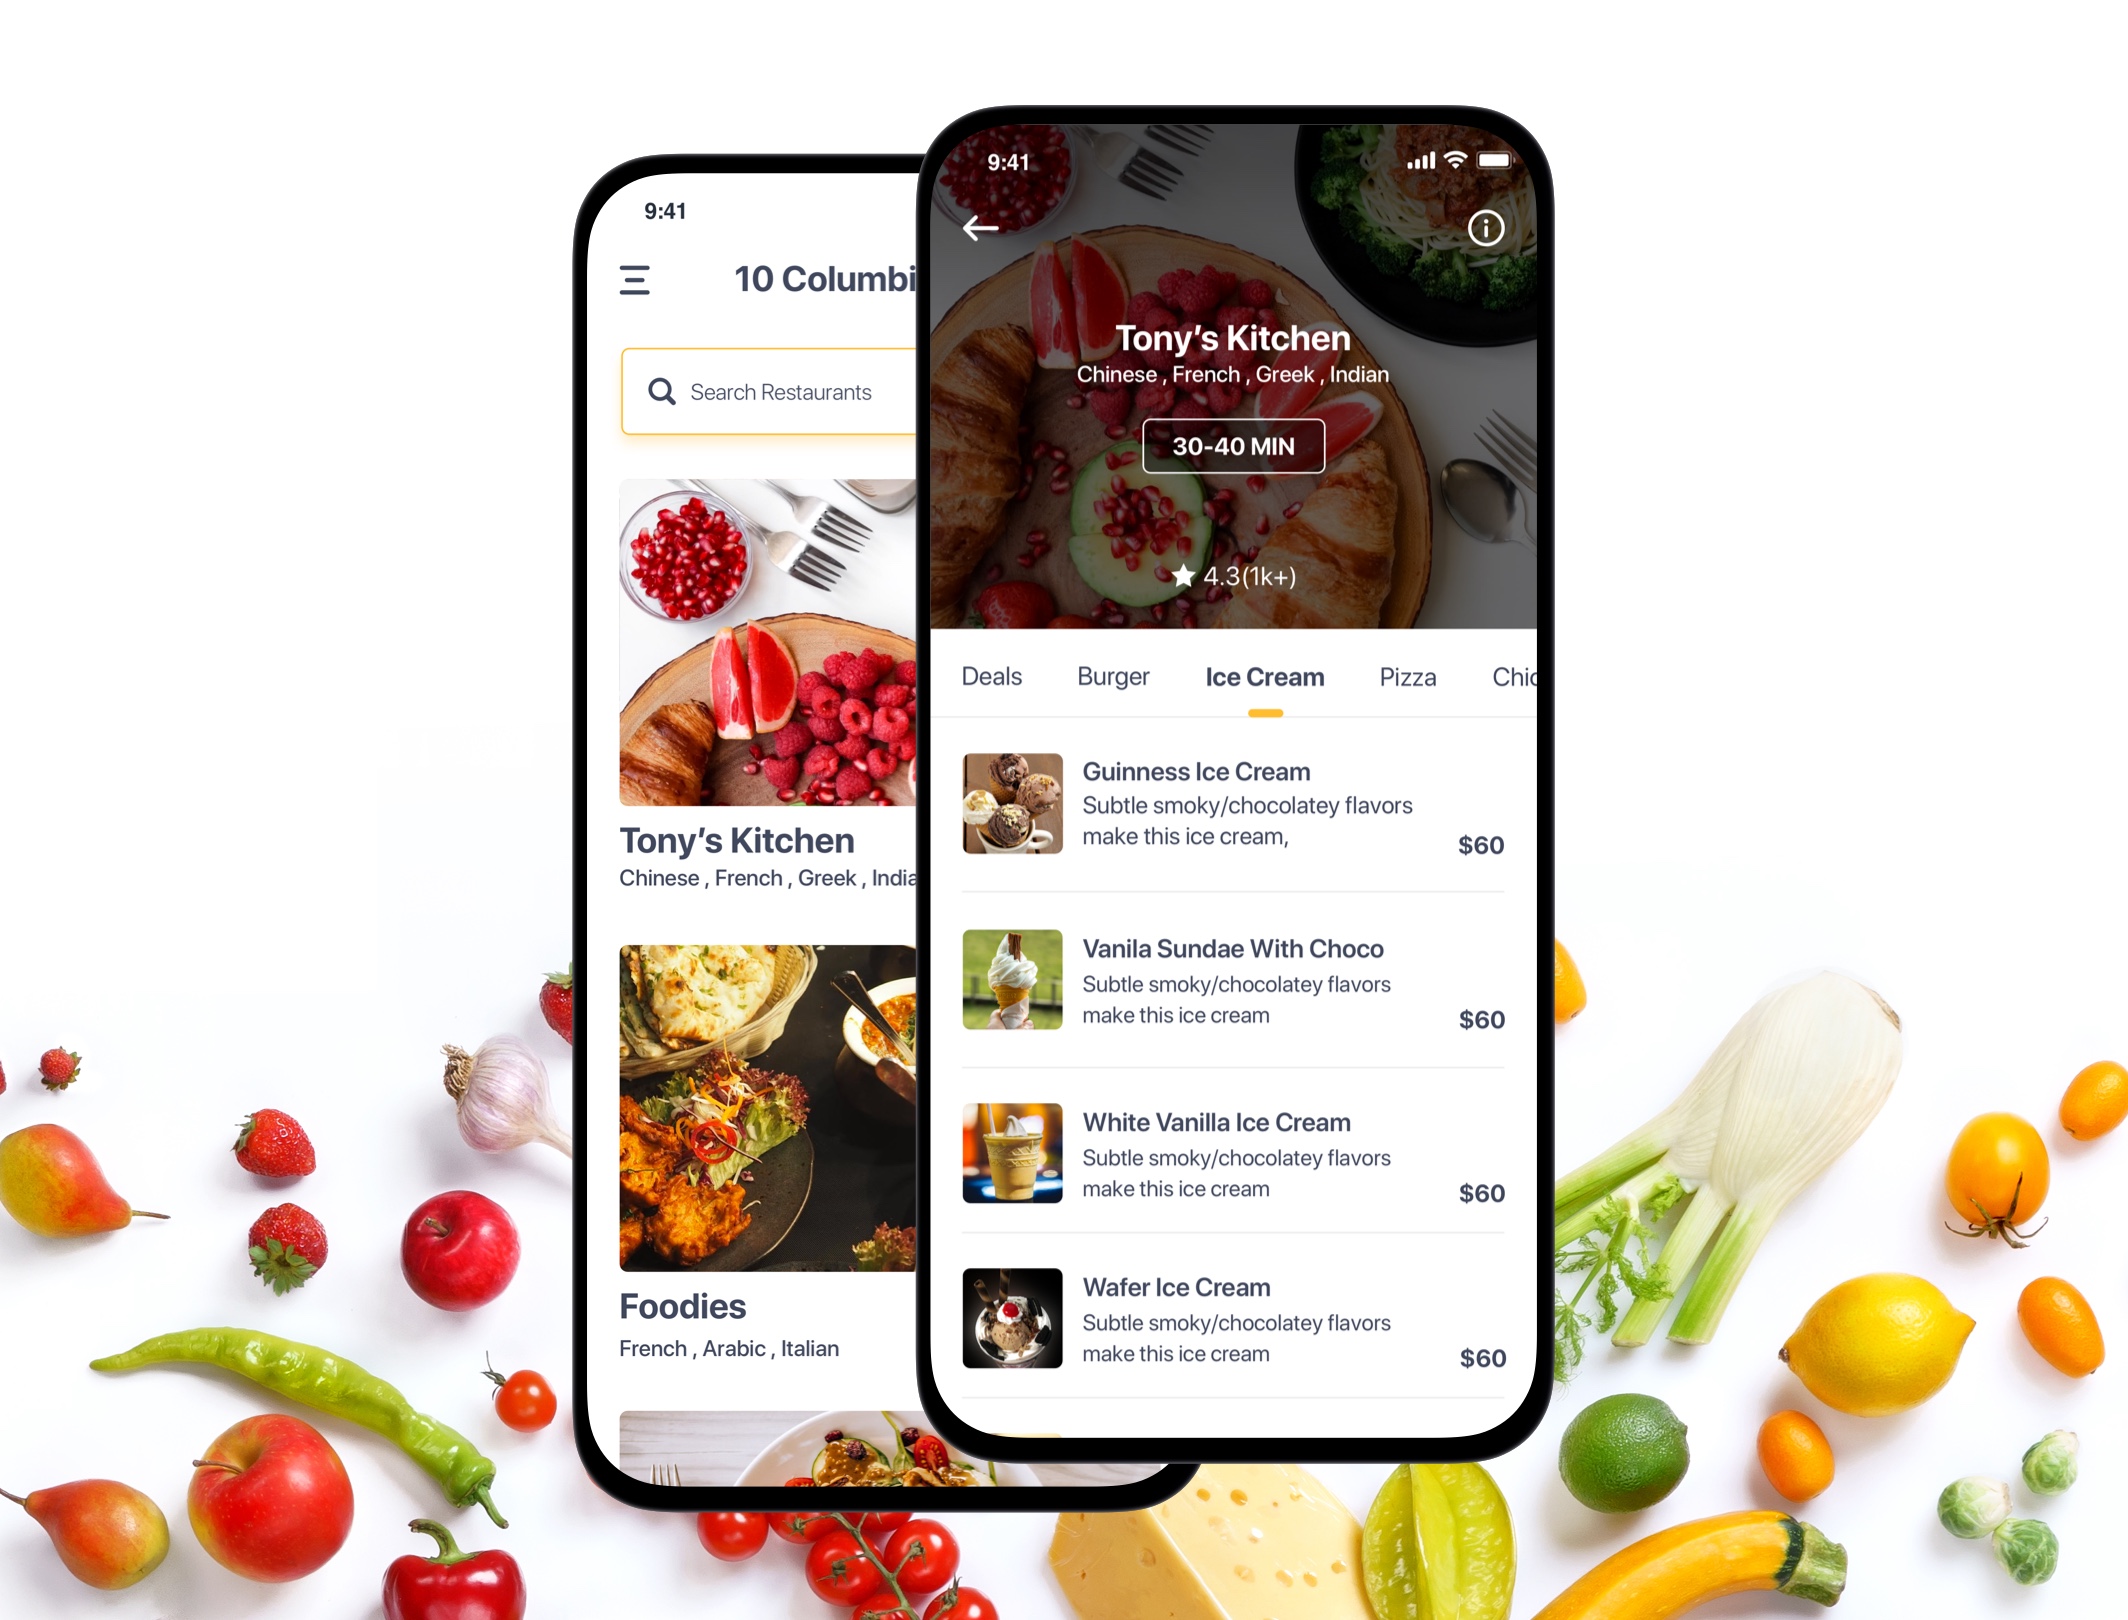 9:41
10 Columbi
Search Restaurants
Tony's Kitchen
Chinese , French , Greek , India
Foodies
French , Arabic , Italian
9:41
Tony's Kitchen
Chinese , French , Greek , Indian
30-40 MIN
4.3(1k+)
Deals Burger Ice Cream Pizza Chic
Guinness Ice Cream
Subtle smoky/chocolatey flavors
make this ice cream,
$60
Vanila Sundae With Choco
Subtle smoky/chocolatey flavors
make this ice cream
$60
White Vanilla Ice Cream
Subtle smoky/chocolatey flavors
make this ice cream
$60
Wafer Ice Cream
Subtle smoky/chocolatey flavors
make this ice cream
$60